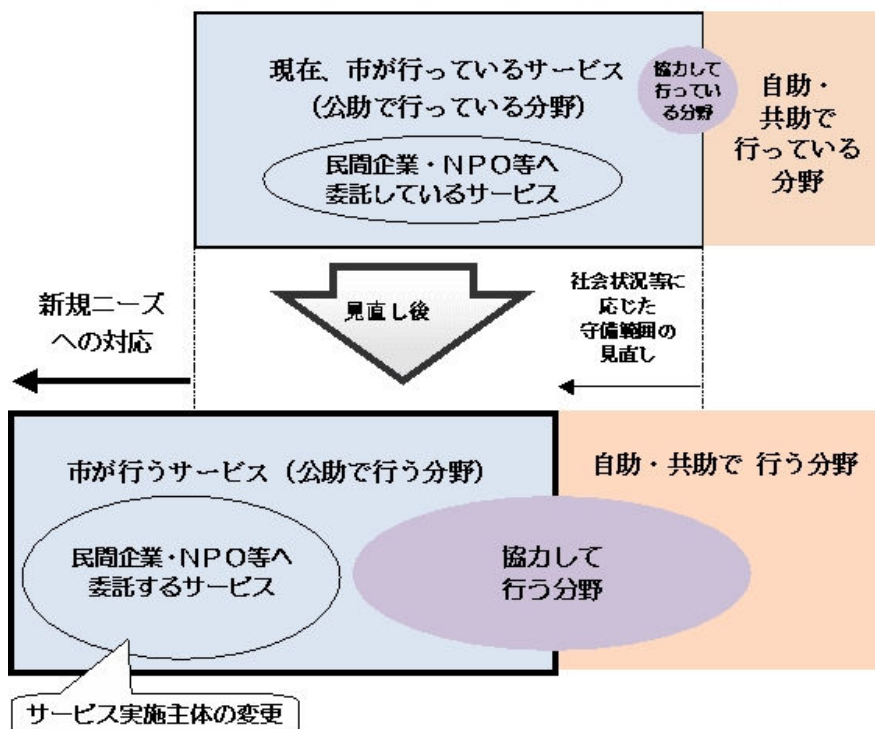 現在、市が行っているサービス
(公助で行っている分野)
協力して
行ってい
る分野
自助・
共助で
行っている
分野
民間企業・NPO等へ
委託しているサービス
新規ニーズ
への対応
見直し後
社会状況等に
応じた
守備範囲の
見直し
市が行うサービス(公助で行う分野)
自助・共助で 行う分野
民間企業・NPO等へ
委託するサービス
協力して
行う分野
サービス実施主体の変更